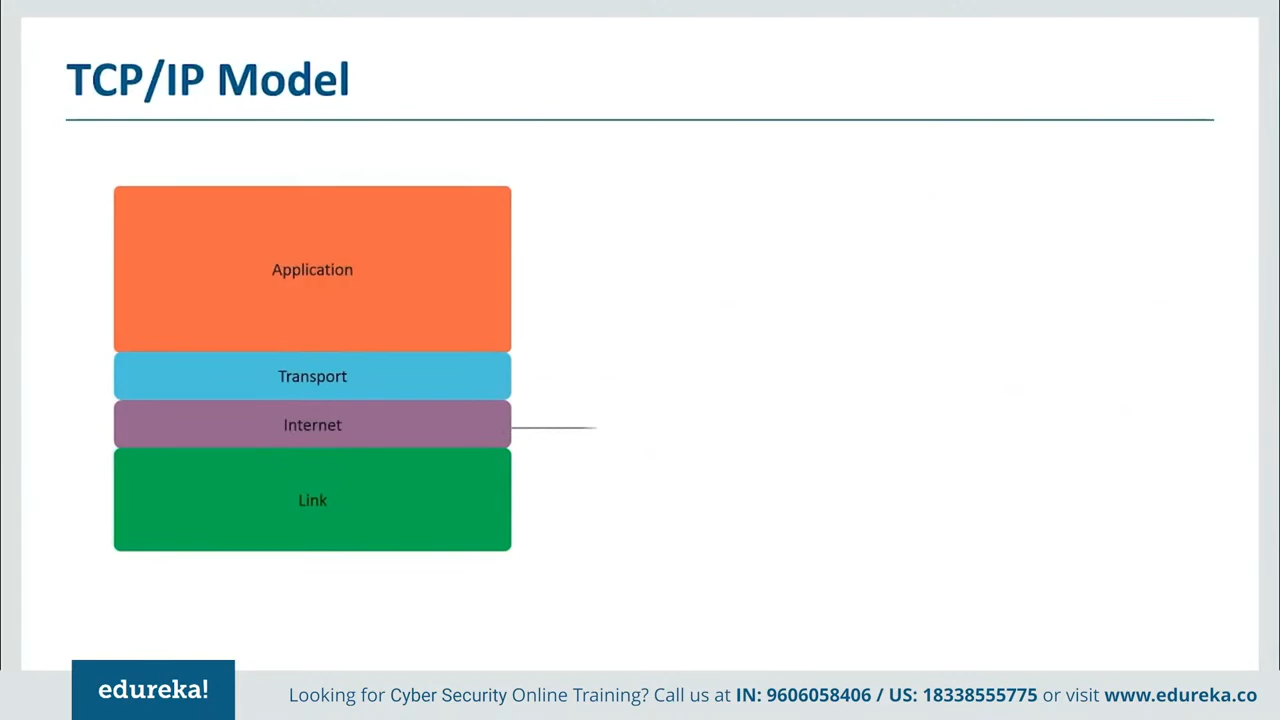 TCP/IP Model
Application
Transport
Internet
Link
edureka!
Looking for Cyber Security Online Training? Call us at IN: 9606058406 / US: 18338555775 or visit www.edureka.co